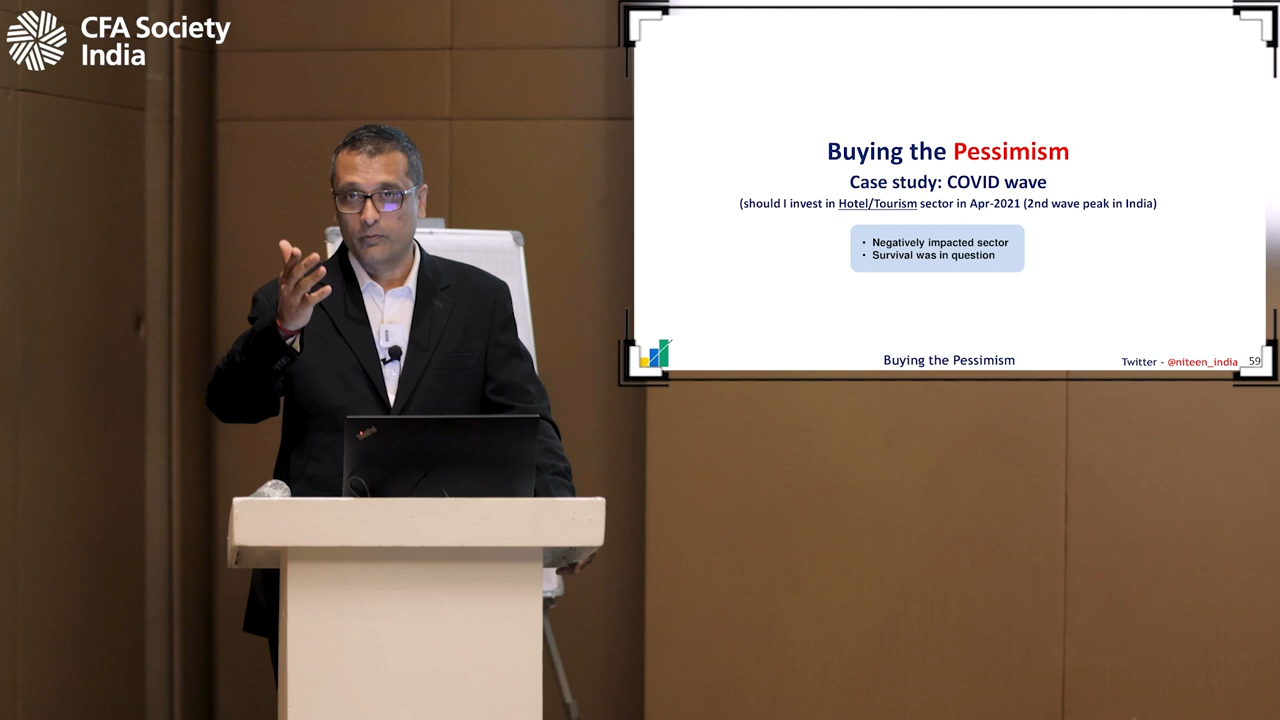 CFA Society
India
Buying the Pessimism
Case study: COVID wave
(should I invest in Hotel/Tourism sector in Apr-2021 (2nd wave peak in India)
• Negatively impacted sector
• Survival was in question
Buying the Pessimism
Twitter - @niteen_india
59